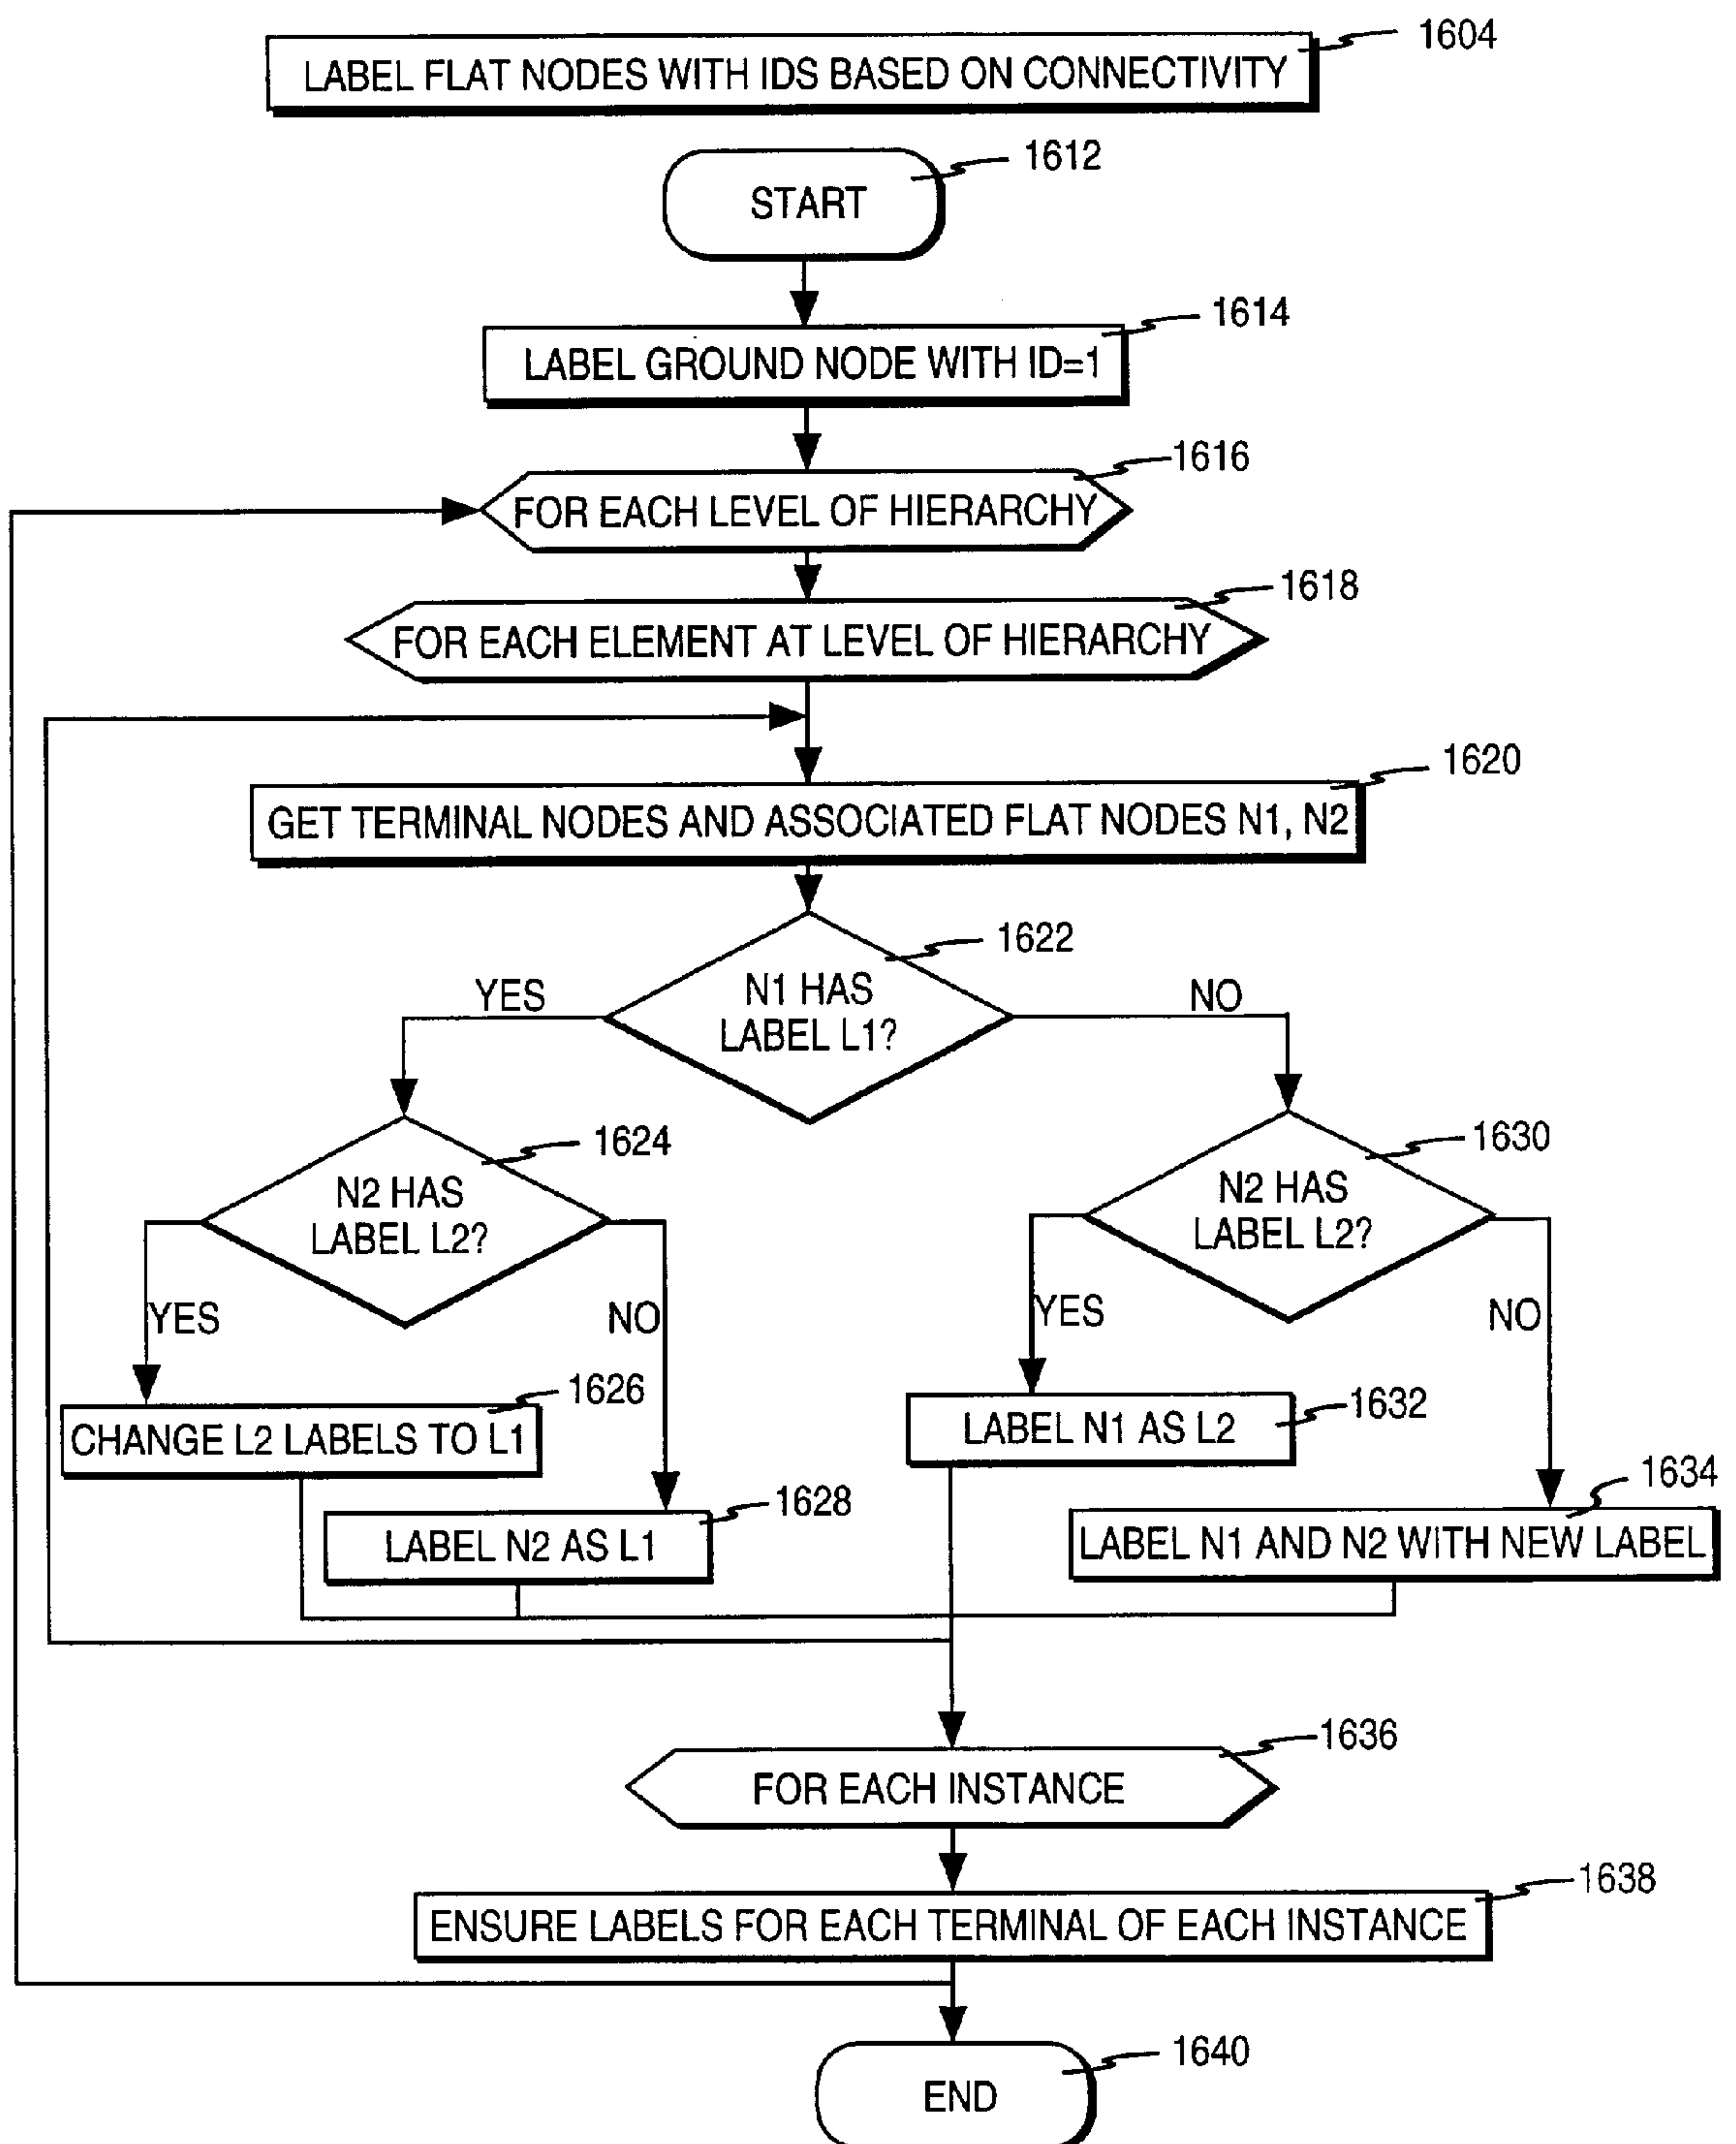 1604
LABEL FLAT NODES WITH IDS BASED ON CONNECTIVITY
1612
START
1614
LABEL GROUND NODE WITH ID=1
1616
FOR EACH LEVEL OF HIERARCHY
1618
FOR EACH ELEMENT AT LEVEL OF HIERARCHY
1620
GET TERMINAL NODES AND ASSOCIATED FLAT NODES N1, N2
1622
N1 HAS
LABEL L1?
YES
NO
1624
N2 HAS
LABEL L2?
YES
NO
1630
N2 HAS
LABEL L2?
YES
NO
1626
CHANGE L2 LABELS TO L1
1628
LABEL N2 AS L1
1632
LABEL N1 AS L2
1634
LABEL N1 AND N2 WITH NEW LABEL
1636
FOR EACH INSTANCE
1638
ENSURE LABELS FOR EACH TERMINAL OF EACH INSTANCE
1640
END